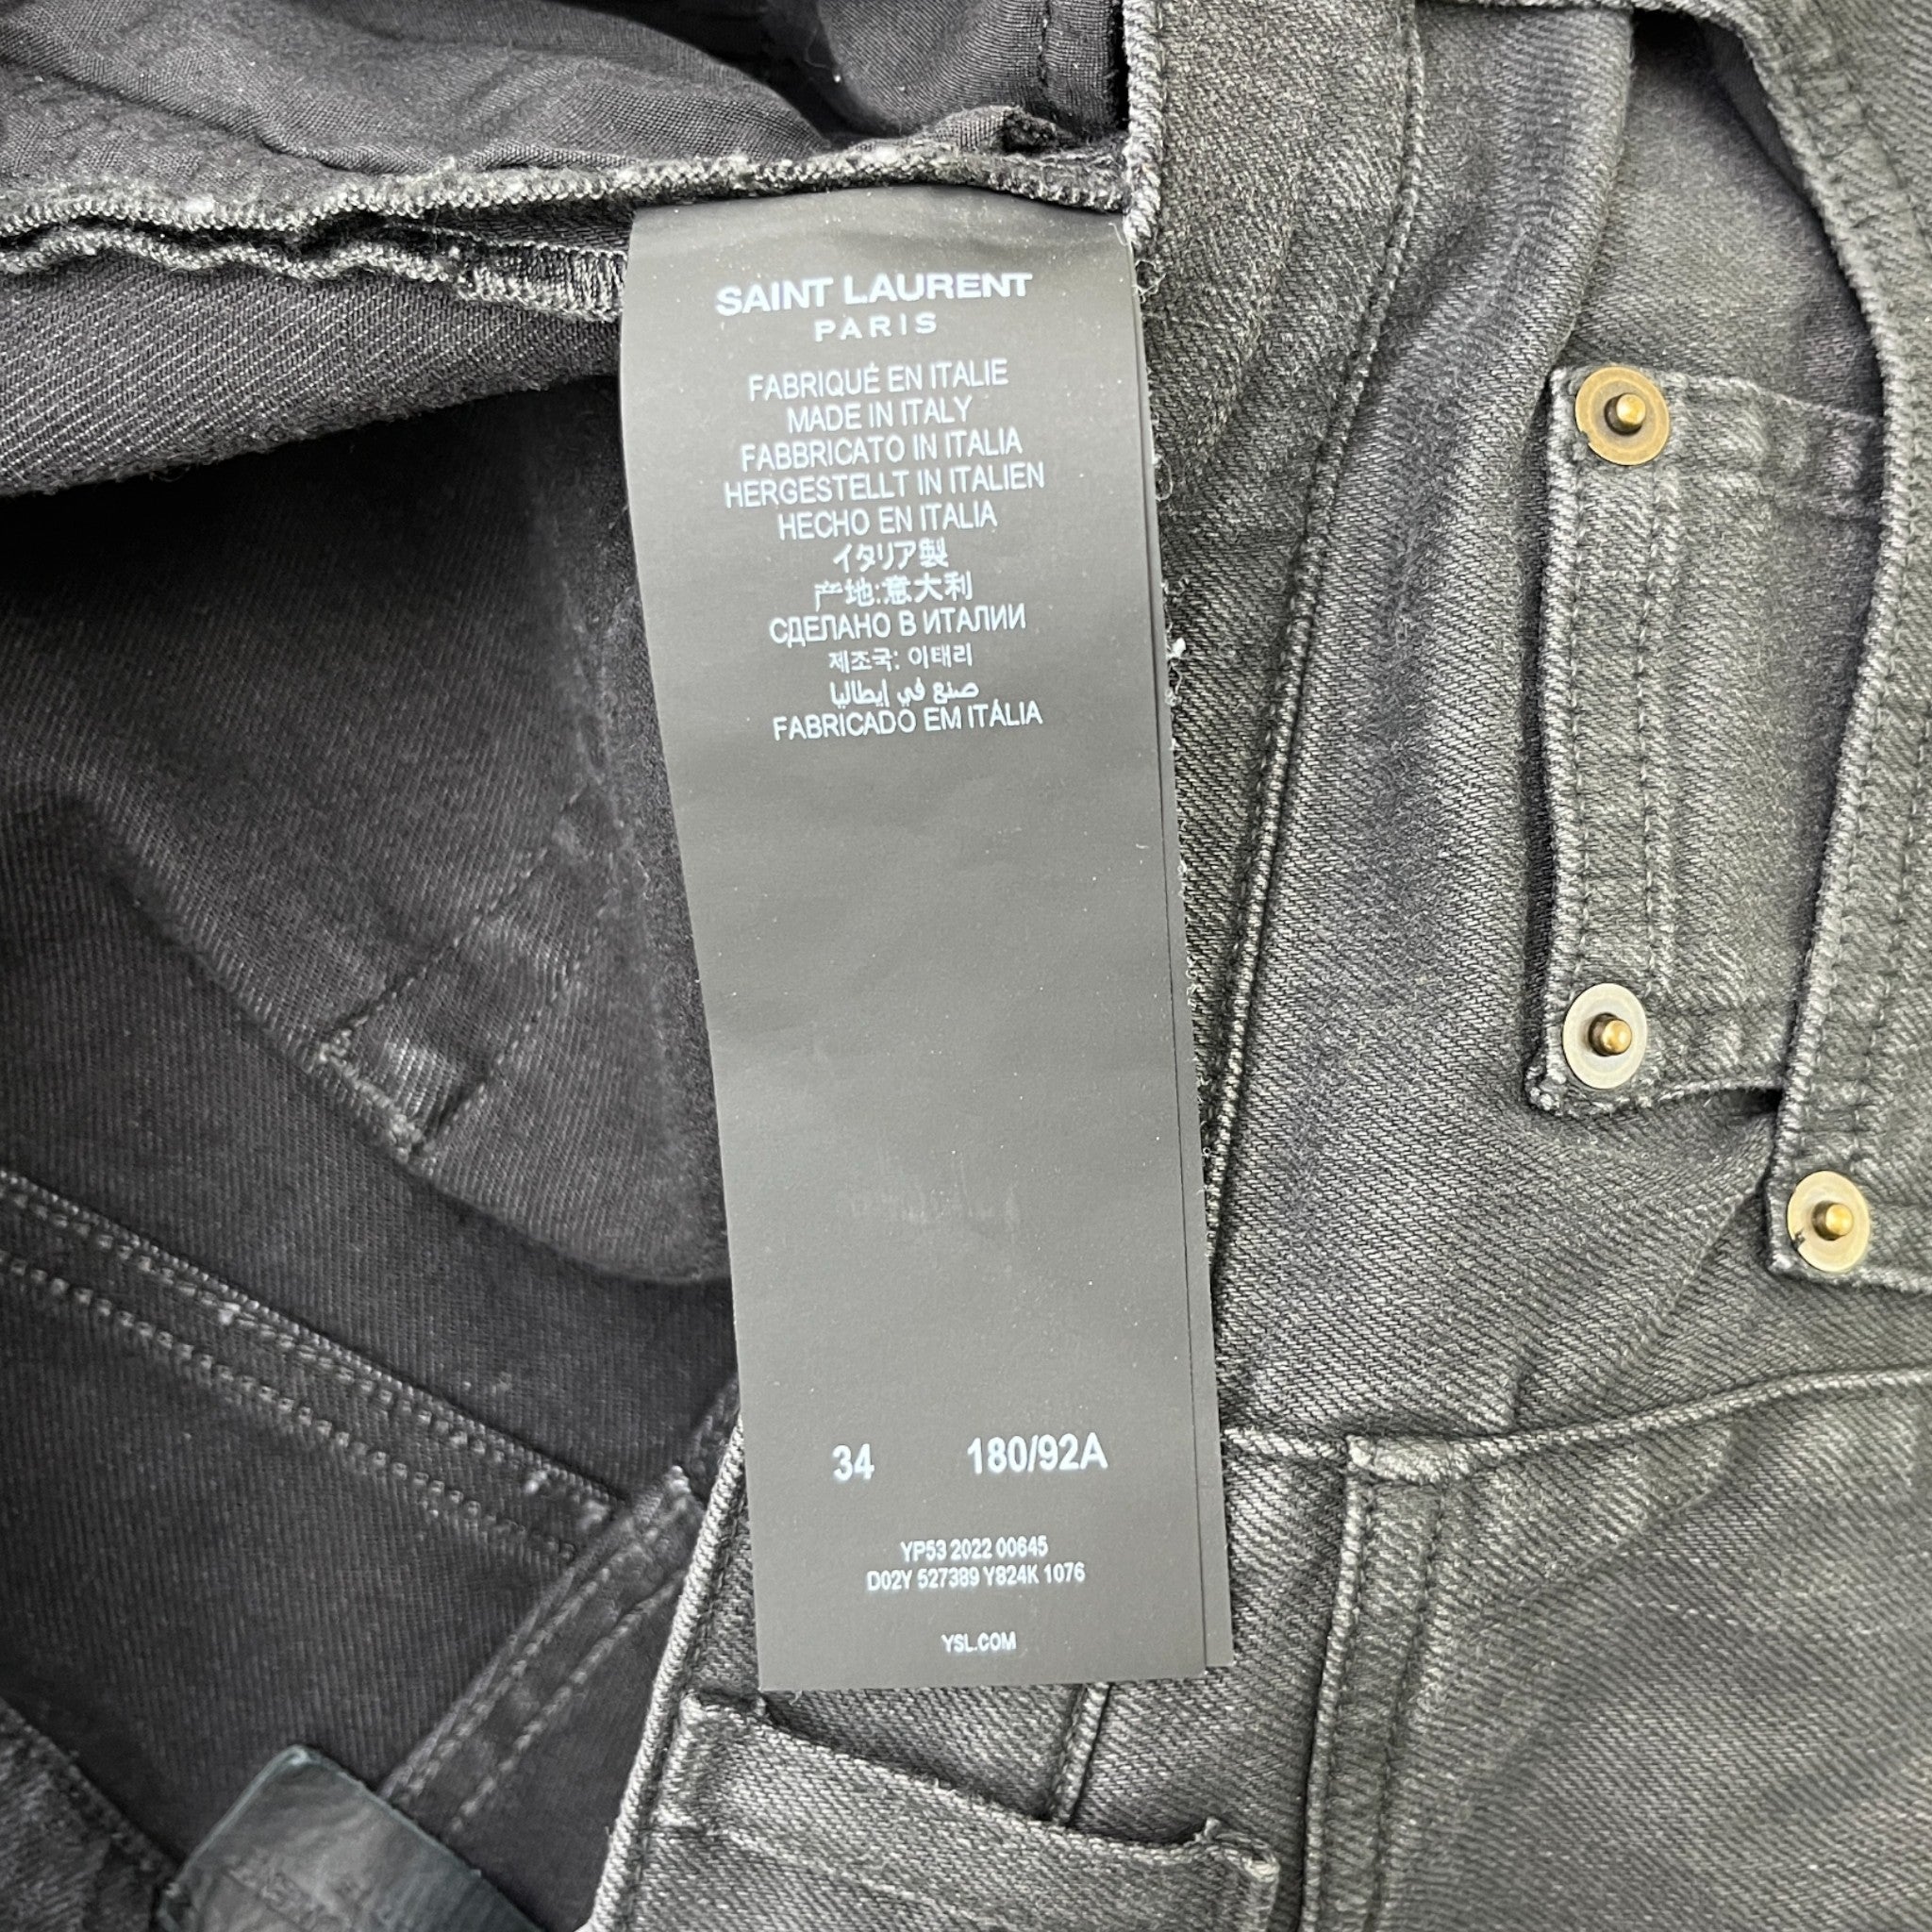 SAINT LAURENT
PARIS
FABRIQUÉ EN ITALIE
MADE IN ITALY
FABBRICATO IN ITALIA
HERGESTELLT IN ITALIEN
HECHO EN ITALIA
イタリア製
产地:意大利
СДЕЛАНО В ИТАЛИИ
제조국: 이태리
صنع في إيطاليا
FABRICADO EM ITÁLIA
34 180/92A
YP53 2022 00645
D02Y 527389 Y824K 1076
YSL.COM